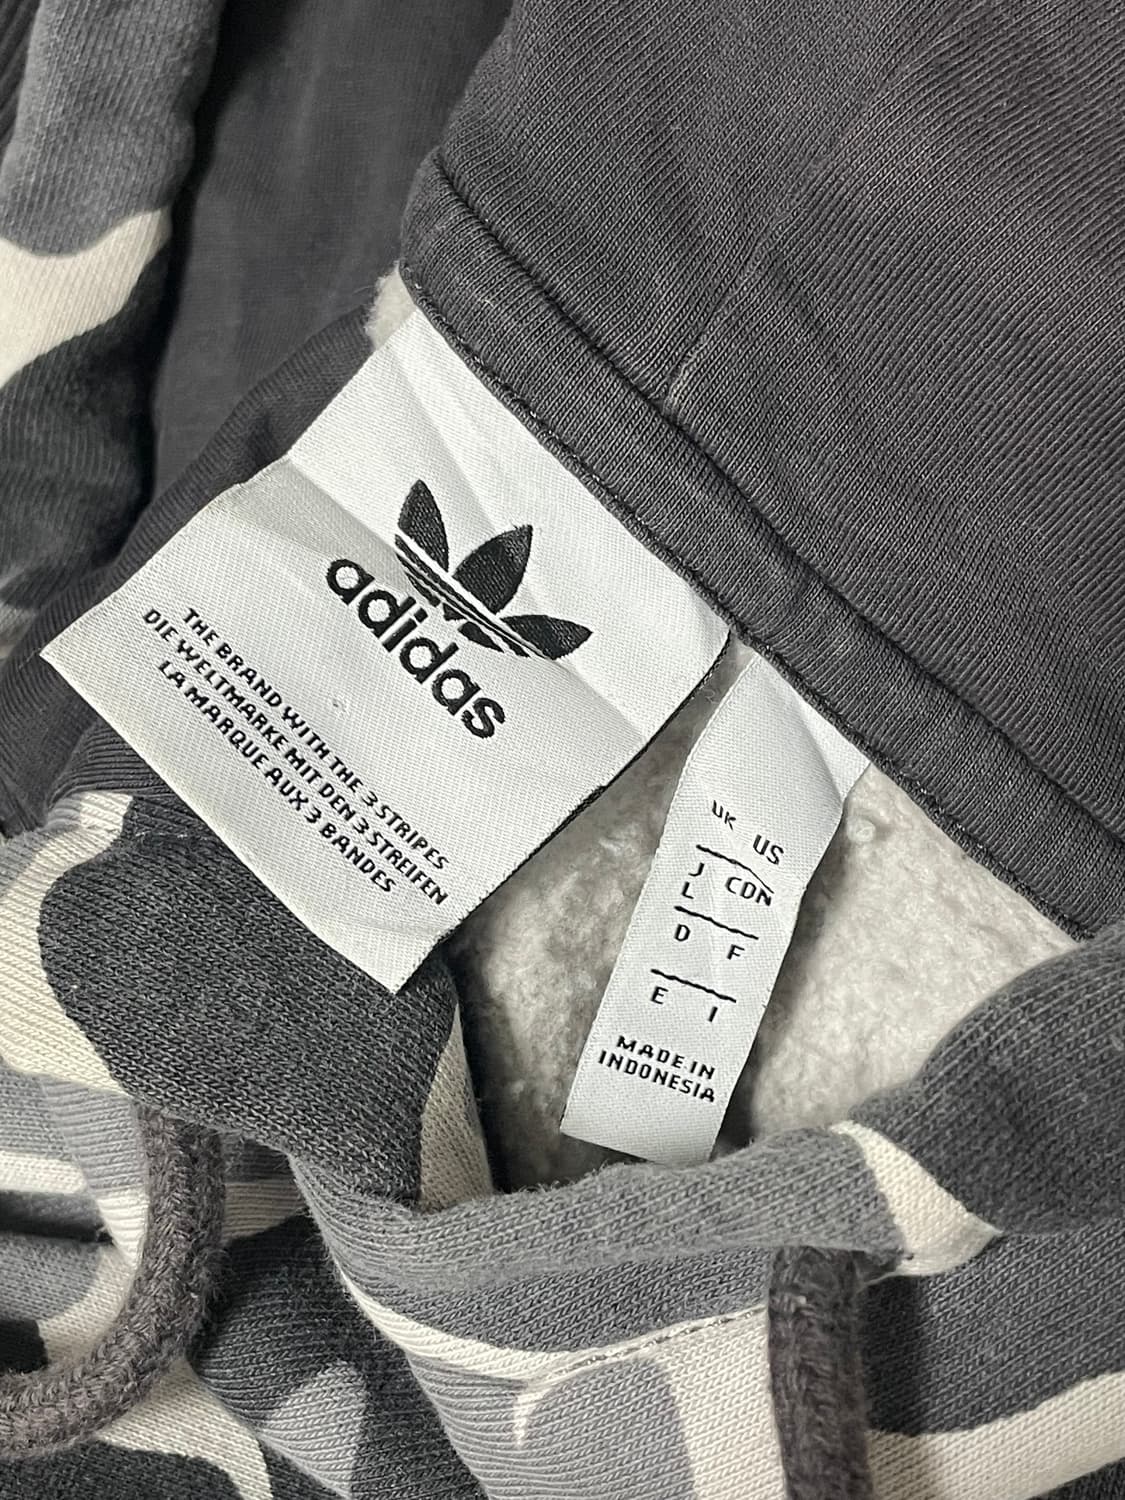 adidas
THE BRAND WITH THE 3 STRIPES
DIE WELTMARKE MIT DEN 3 STREIFEN
LA MARQUE AUX 3 BANDES
UK US
J CDN
L
D F
E I
MADE IN
INDONESIA